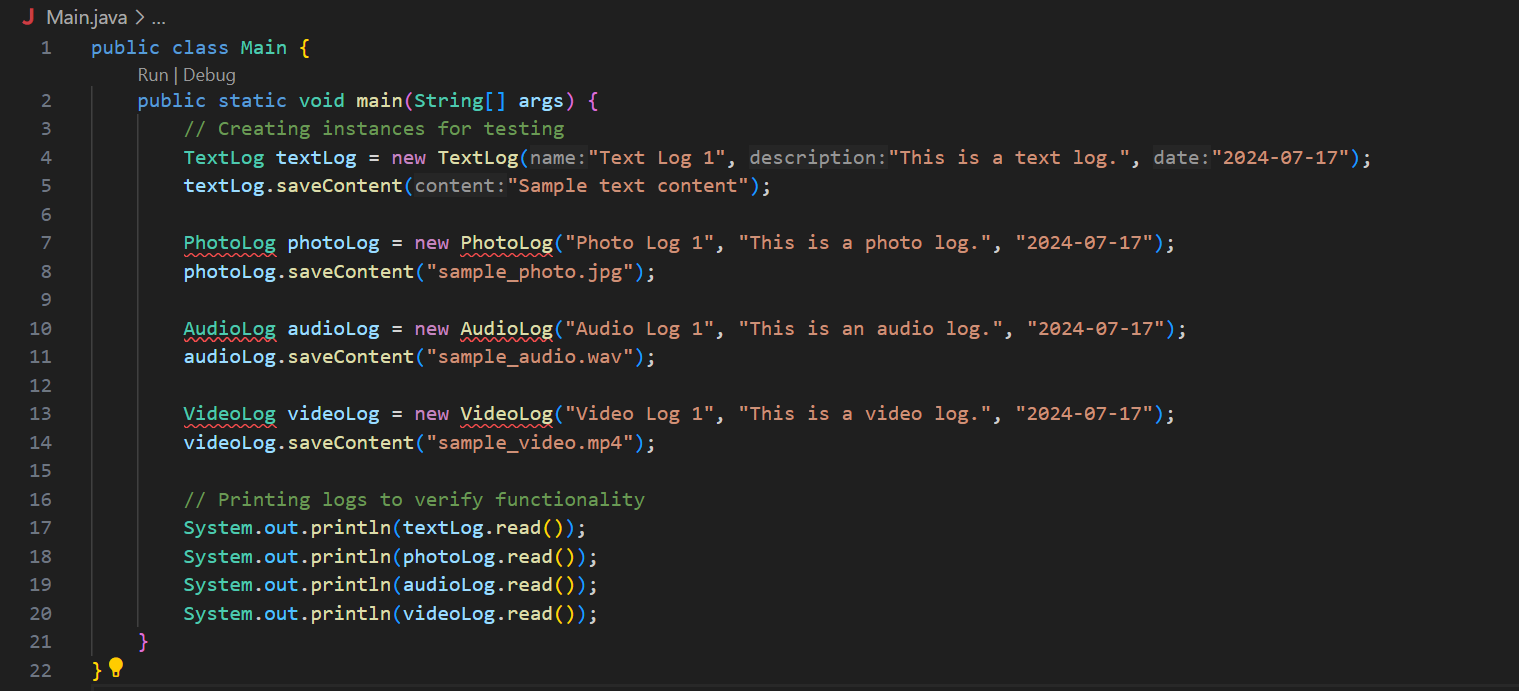 J Main.java > ...
1 public class Main {
Run | Debug
2 public static void main(String[] args) {
3 // Creating instances for testing
4 TextLog textLog = new TextLog(name:"Text Log 1", description:"This is a text log.", date:"2024-07-17");
5 textLog.saveContent(content:"Sample text content");
6
7 PhotoLog photoLog = new PhotoLog("Photo Log 1", "This is a photo log.", "2024-07-17");
8 photoLog.saveContent("sample_photo.jpg");
9
10 AudioLog audioLog = new AudioLog("Audio Log 1", "This is an audio log.", "2024-07-17");
11 audioLog.saveContent("sample_audio.wav");
12
13 VideoLog videoLog = new VideoLog("Video Log 1", "This is a video log.", "2024-07-17");
14 videoLog.saveContent("sample_video.mp4");
15
16 // Printing logs to verify functionality
17 System.out.println(textLog.read());
18 System.out.println(photoLog.read());
19 System.out.println(audioLog.read());
20 System.out.println(videoLog.read());
21 }
22 }